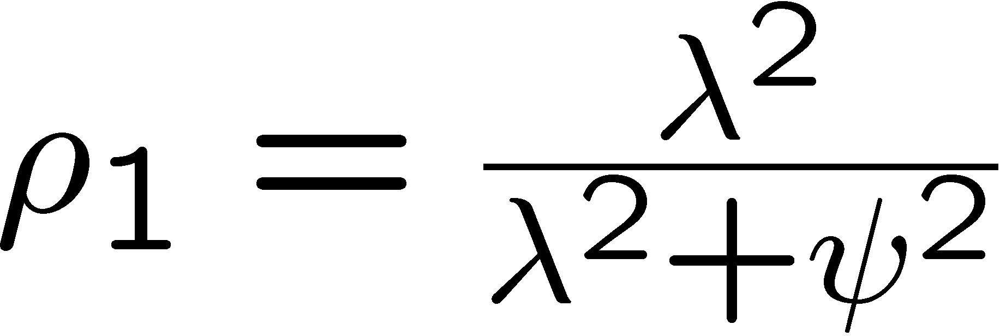 ρ₁ = λ² / (λ² + ψ²)